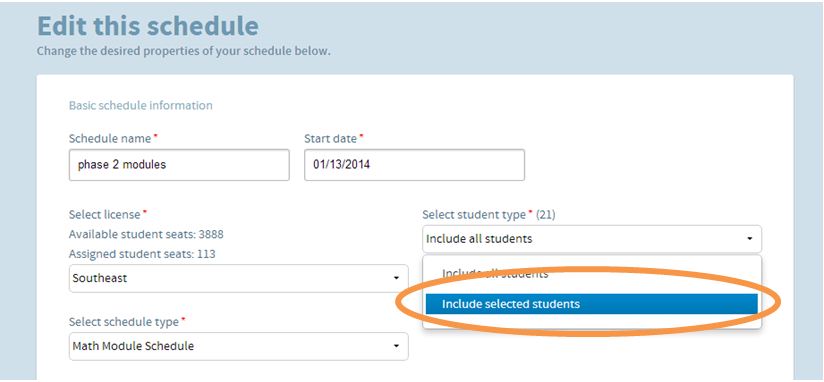 Edit this schedule
Change the desired properties of your schedule below.
Basic schedule information
Schedule name *
Start date *
phase 2 modules
01/13/2014
Select license *
Available student seats: 3888
Assigned student seats: 113
Southeast
Select student type * (21)
Include all students
Include all students
Include selected students
Select schedule type *
Math Module Schedule